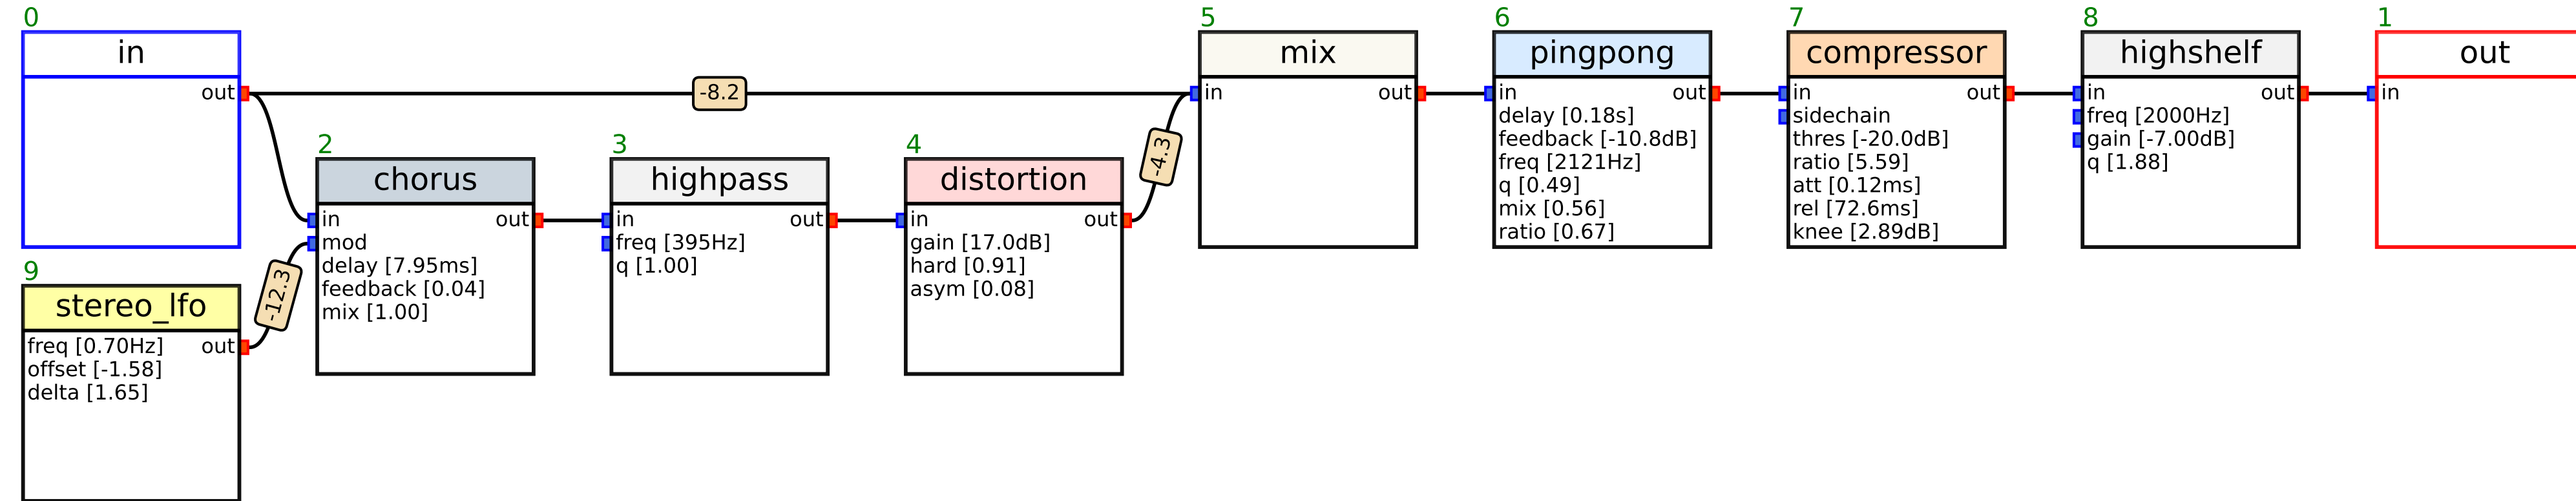 0
in
out
-8.2
2
chorus
in
out
mod
delay [7.95ms]
feedback [0.04]
mix [1.00]
9
stereo_lfo
freq [0.70Hz]
out
offset [-1.58]
delta [1.65]
-12.3
3
highpass
in
out
freq [395Hz]
q [1.00]
4
distortion
in
out
gain [17.0dB]
hard [0.91]
asym [0.08]
-4.3
5
mix
in
out
6
pingpong
in
out
delay [0.18s]
feedback [-10.8dB]
freq [2121Hz]
q [0.49]
mix [0.56]
ratio [0.67]
7
compressor
in
out
sidechain
thres [-20.0dB]
ratio [5.59]
att [0.12ms]
rel [72.6ms]
knee [2.89dB]
8
highshelf
in
out
freq [2000Hz]
gain [-7.00dB]
q [1.88]
1
out
in